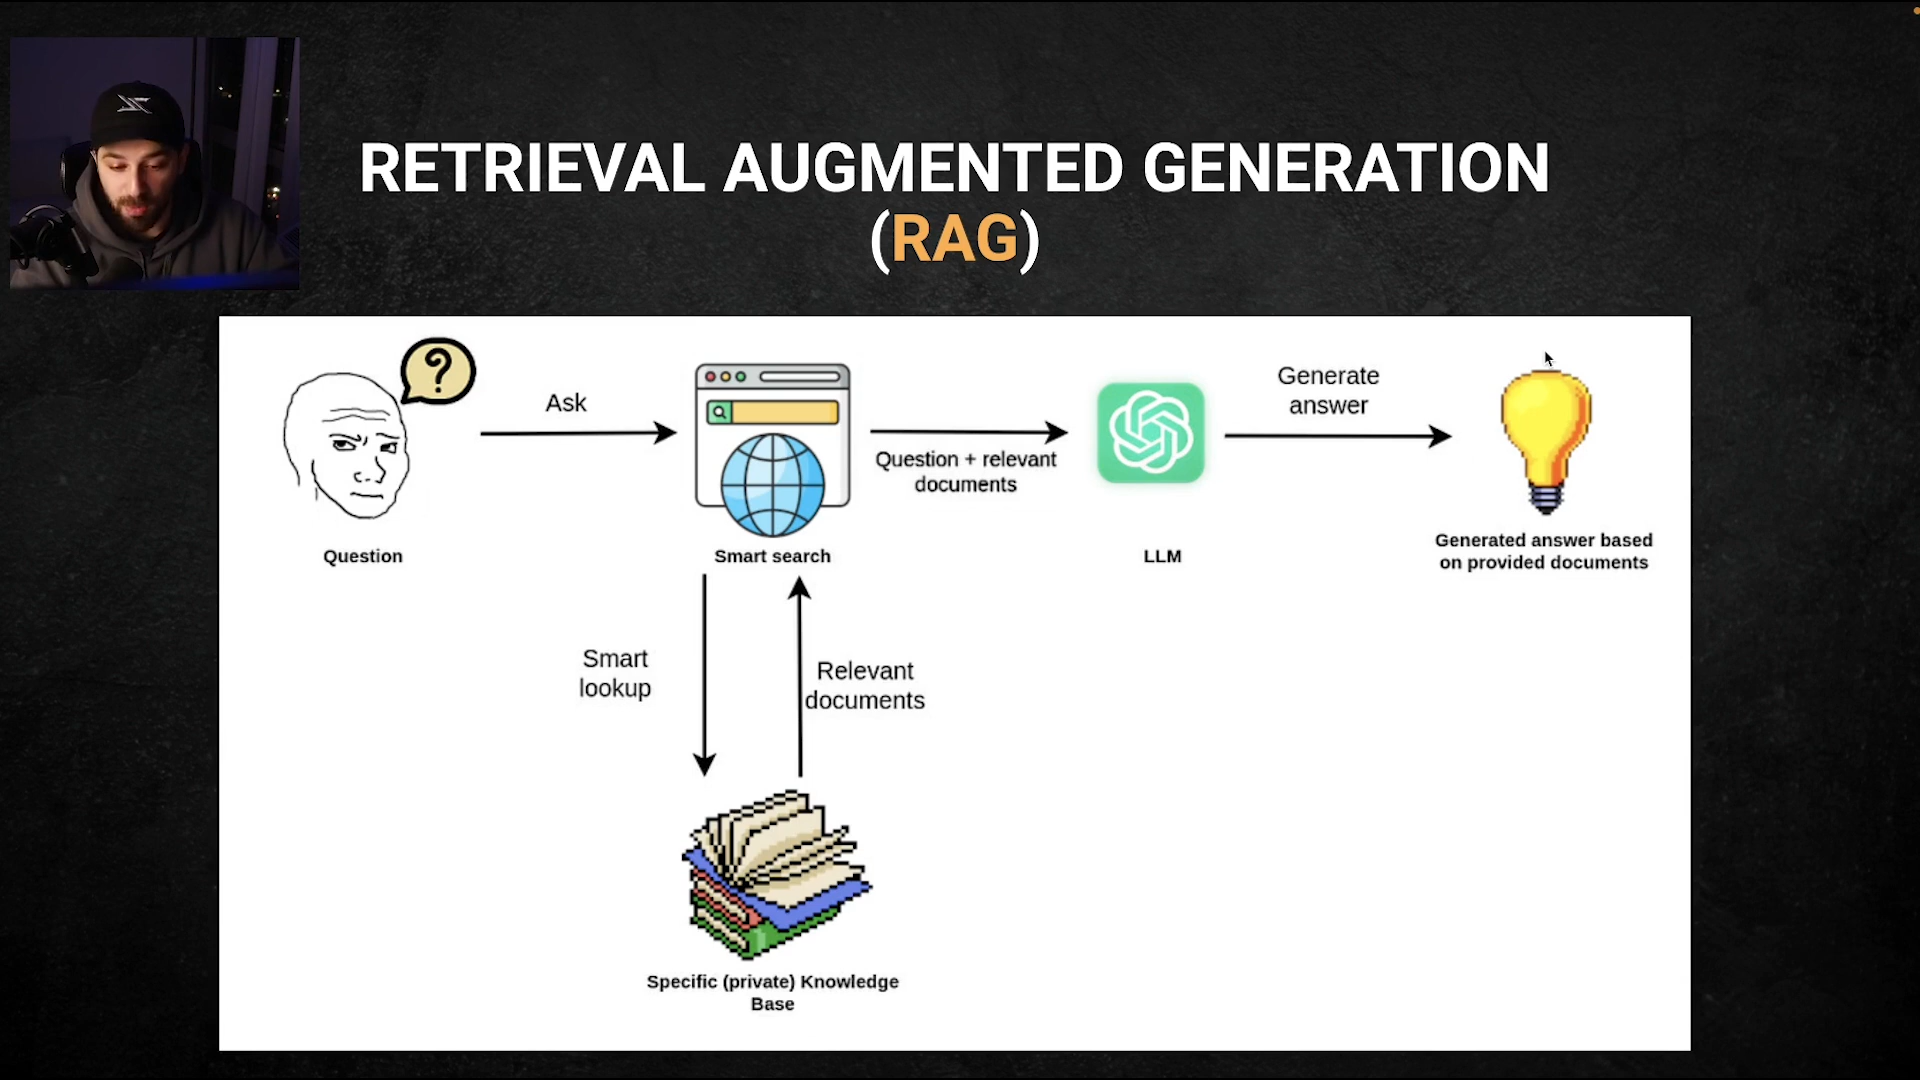 RETRIEVAL AUGMENTED GENERATION
(RAG)
?
Ask
Generate
answer
Question + relevant
documents
Question
Smart search
LLM
Generated answer based
on provided documents
Smart
lookup
Relevant
documents
Specific (private) Knowledge
Base